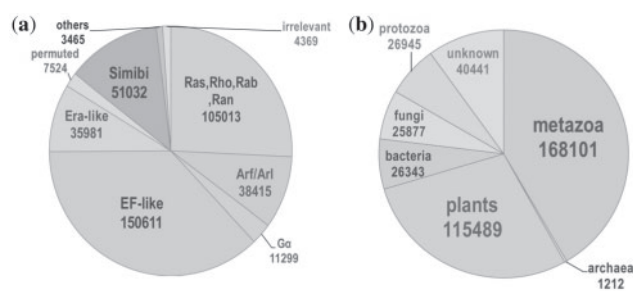 (a)
others
3465
irrelevant
4369
permuted
7524
Simibi
51032
Ras,Rho,Rab
,Ran
105013
Era-like
35981
Arf/Arl
38415
EF-like
150611
Gα
11299
(b)
protozoa
26945
unknown
40441
fungi
25877
metazoa
168101
bacteria
26343
plants
115489
archaea
1212